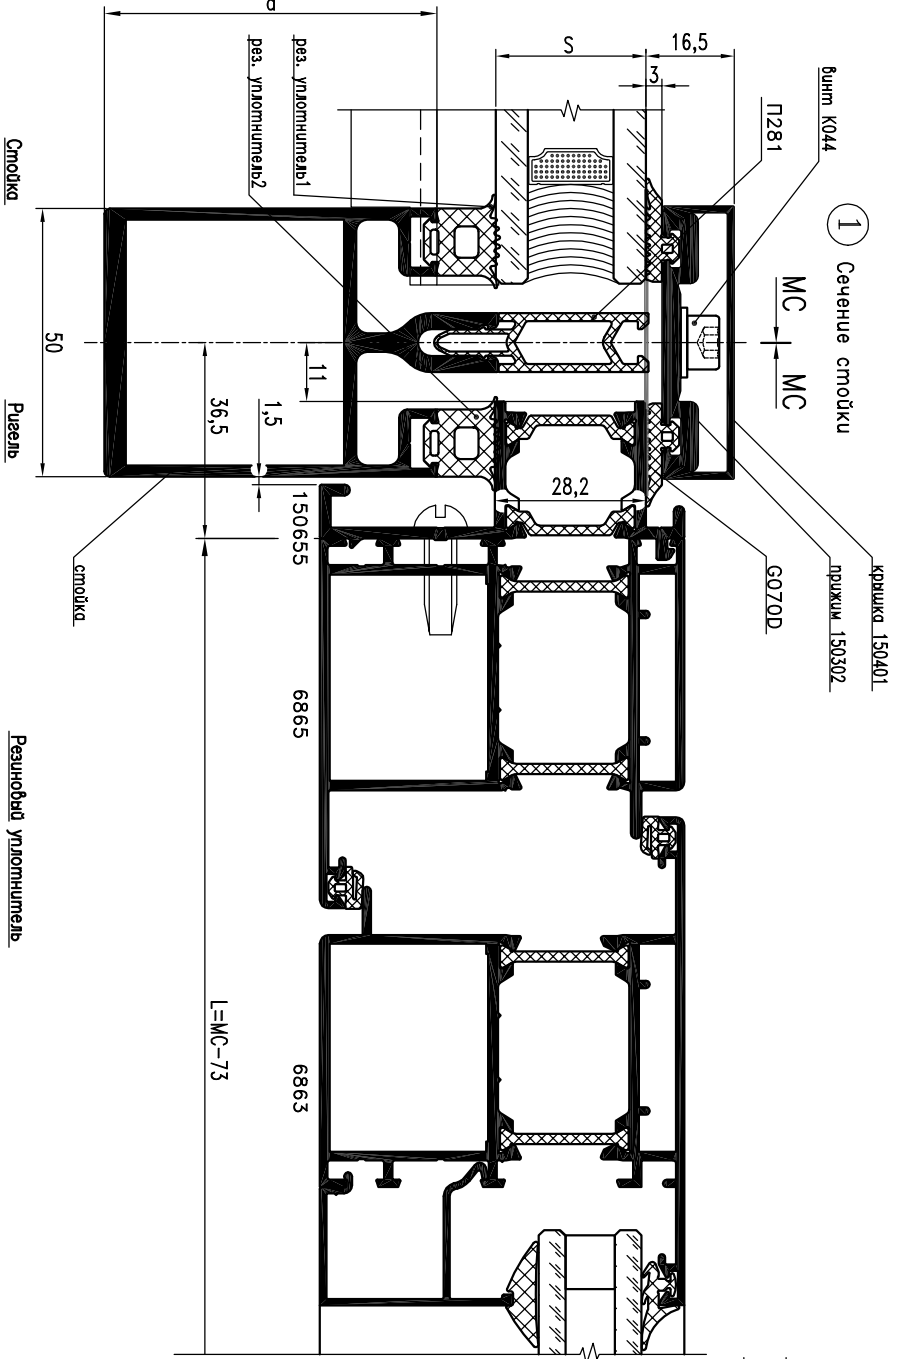 1 Сечение стойки
МС МС
винт К044
П281
16,5
3
S
рез. уплотнитель1
рез. уплотнитель2
d
28,2
крышка 150401
прижим 150302
G070D
11
36,5
1,5
50
150655
6865
6863
L=МС-73
стойка
Стойка
Ригель
Резиновый уплотнитель